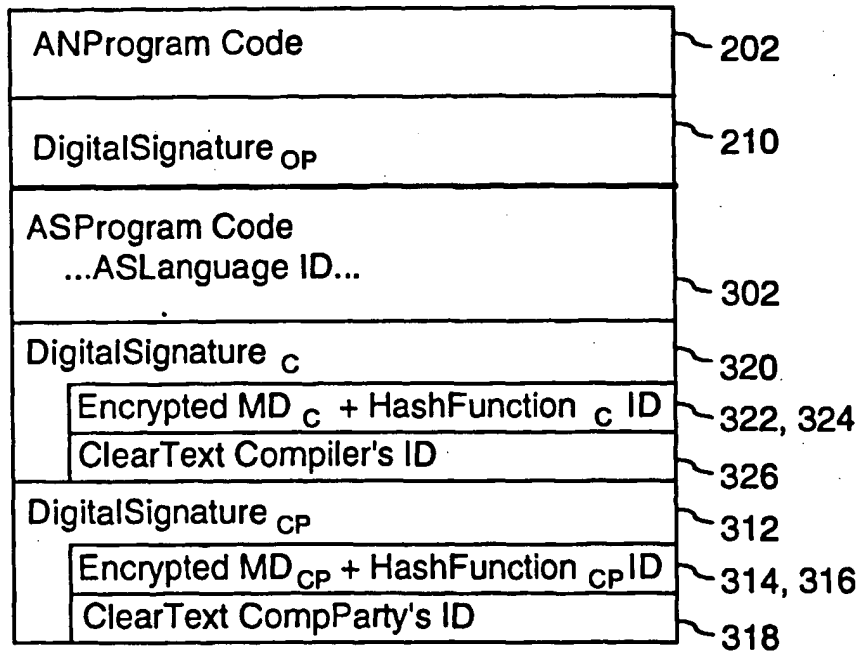 ANProgram Code 202
DigitalSignature OP 210
ASProgram Code
...ASLanguage ID... 302
DigitalSignature C 320
Encrypted MD C + HashFunction C ID 322, 324
ClearText Compiler's ID 326
DigitalSignature CP 312
Encrypted MD CP + HashFunction CP ID 314, 316
ClearText CompParty's ID 318